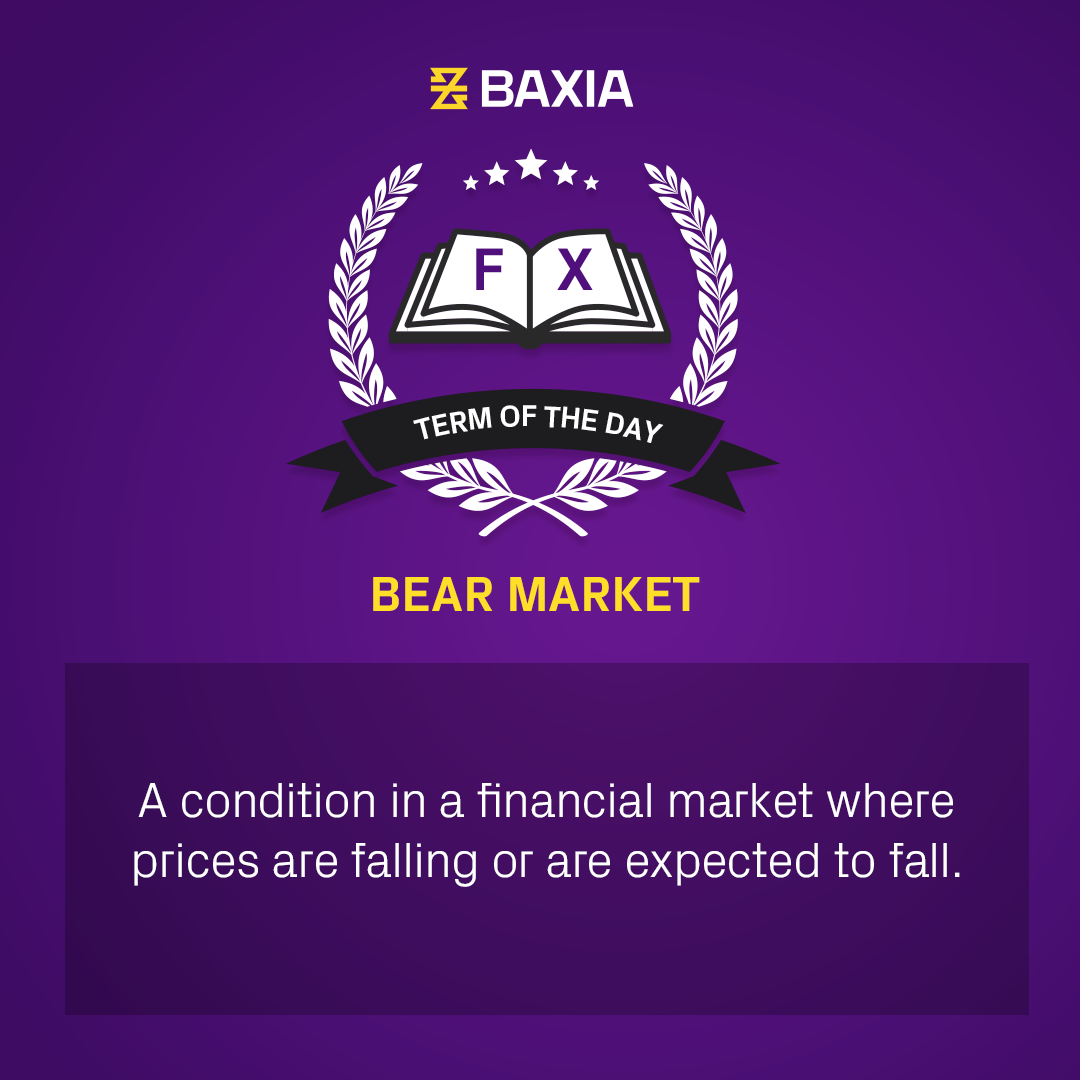 BAXIA
F X
TERM OF THE DAY
BEAR MARKET
A condition in a financial market where
prices are falling or are expected to fall.